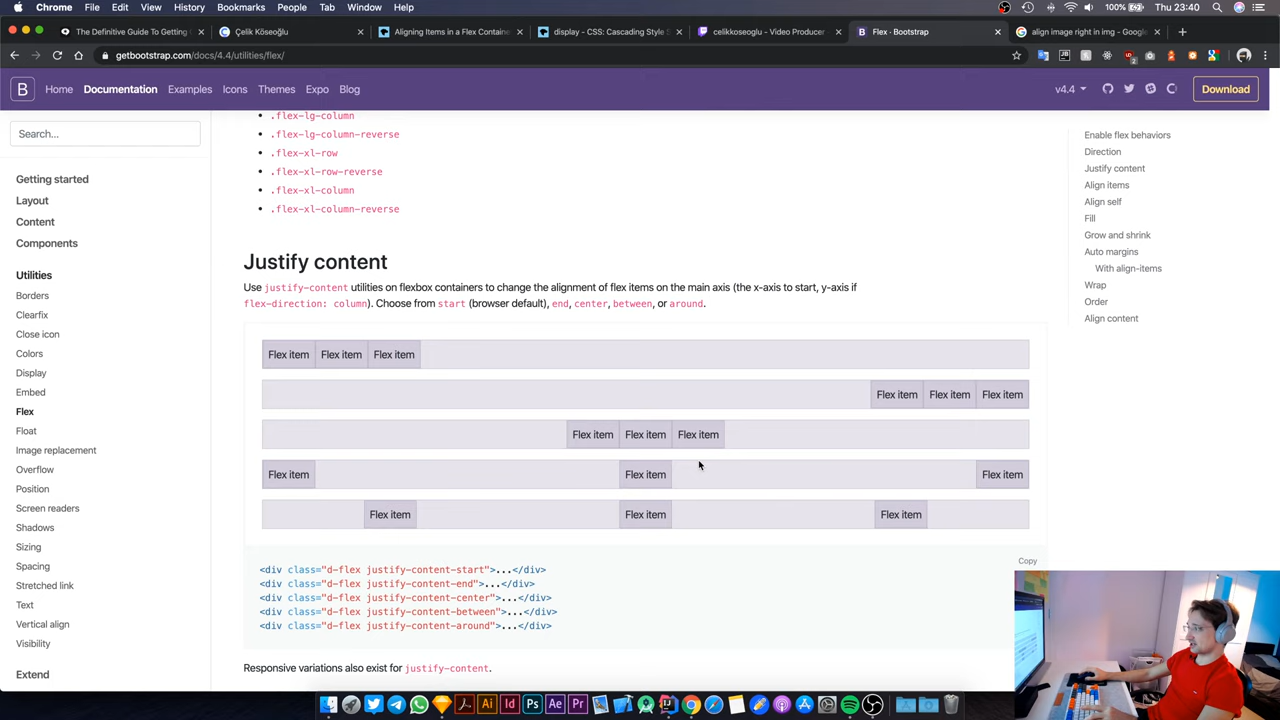 Chrome File Edit View History Bookmarks People Tab Window Help
100% Thu 23:40
The Definitive Guide To Getting
Çelik Köseoğlu
Aligning Items in a Flex Containe
display - CSS: Cascading Style S
celikkoseoglu - Video Producer
Flex · Bootstrap
align image right in img - Google
getbootstrap.com/docs/4.4/utilities/flex/
B Home Documentation Examples Icons Themes Expo Blog
v4.4 Download
Search...
Getting started
Layout
Content
Components
Utilities
Borders
Clearfix
Close icon
Colors
Display
Embed
Flex
Float
Image replacement
Overflow
Position
Screen readers
Shadows
Sizing
Spacing
Stretched link
Text
Vertical align
Visibility
Extend
.flex-lg-column
.flex-lg-column-reverse
.flex-xl-row
.flex-xl-row-reverse
.flex-xl-column
.flex-xl-column-reverse
Justify content
Use justify-content utilities on flexbox containers to change the alignment of flex items on the main axis (the x-axis to start, y-axis if
flex-direction: column). Choose from start (browser default), end, center, between, or around.
Flex item Flex item Flex item
Flex item Flex item Flex item
Flex item Flex item Flex item
Flex item Flex item Flex item
Flex item Flex item Flex item
Copy
<div class="d-flex justify-content-start">...</div>
<div class="d-flex justify-content-end">...</div>
<div class="d-flex justify-content-center">...</div>
<div class="d-flex justify-content-between">...</div>
<div class="d-flex justify-content-around">...</div>
Responsive variations also exist for justify-content.
Enable flex behaviors
Direction
Justify content
Align items
Align self
Fill
Grow and shrink
Auto margins
With align-items
Wrap
Order
Align content
Ai Id Ps Ae Pr